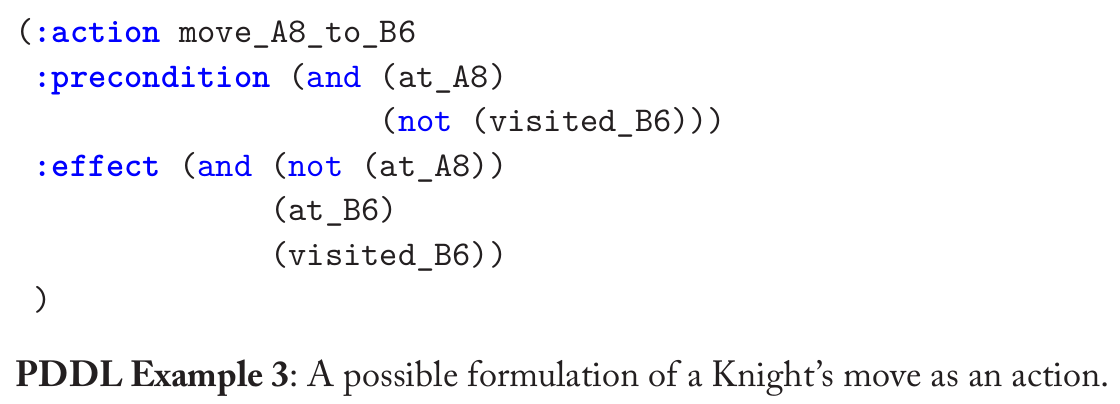 (:action move_A8_to_B6
:precondition (and (at_A8)
(not (visited_B6)))
:effect (and (not (at_A8))
(at_B6)
(visited_B6))
)
PDDL Example 3: A possible formulation of a Knight’s move as an action.